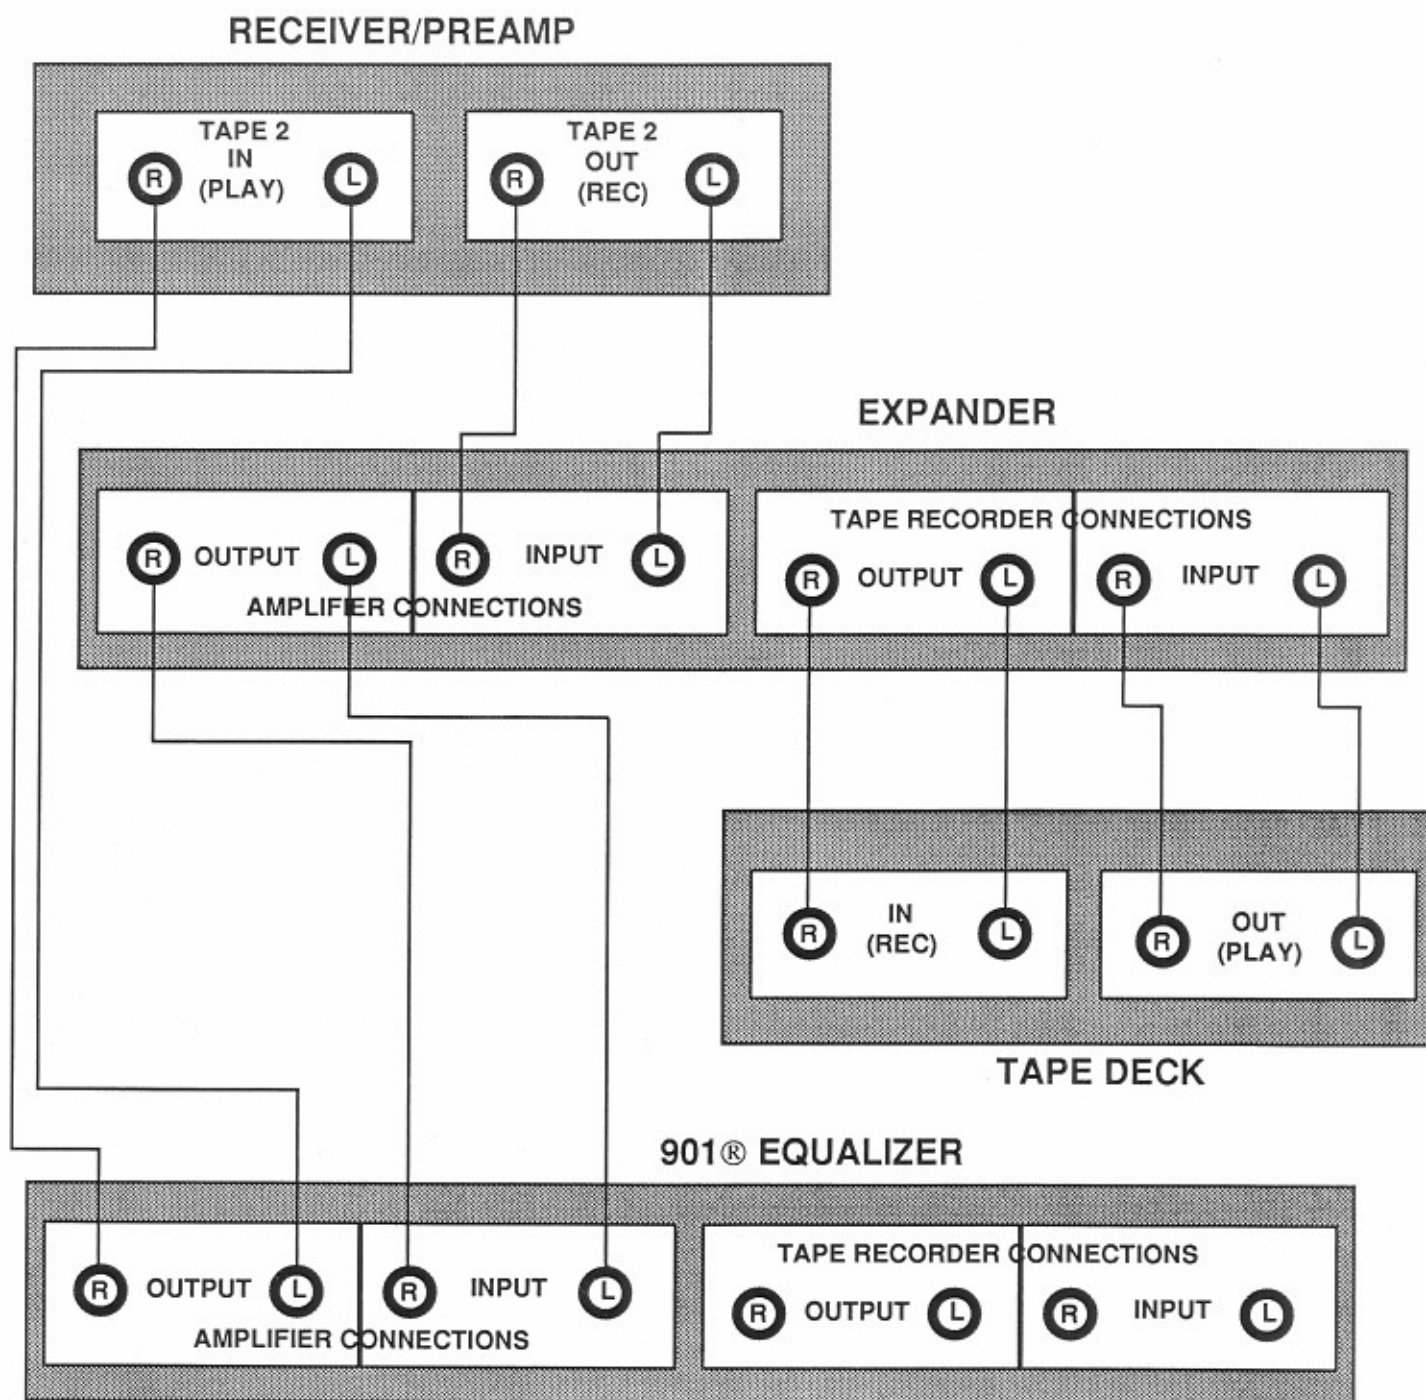 RECEIVER/PREAMP
TAPE 2
IN
(PLAY)
R
L
TAPE 2
OUT
(REC)
R
L
EXPANDER
R
OUTPUT
L
R
INPUT
L
AMPLIFIER CONNECTIONS
TAPE RECORDER CONNECTIONS
R
OUTPUT
L
R
INPUT
L
R
IN
(REC)
L
R
OUT
(PLAY)
L
TAPE DECK
901® EQUALIZER
R
OUTPUT
L
R
INPUT
L
AMPLIFIER CONNECTIONS
TAPE RECORDER CONNECTIONS
R
OUTPUT
L
R
INPUT
L